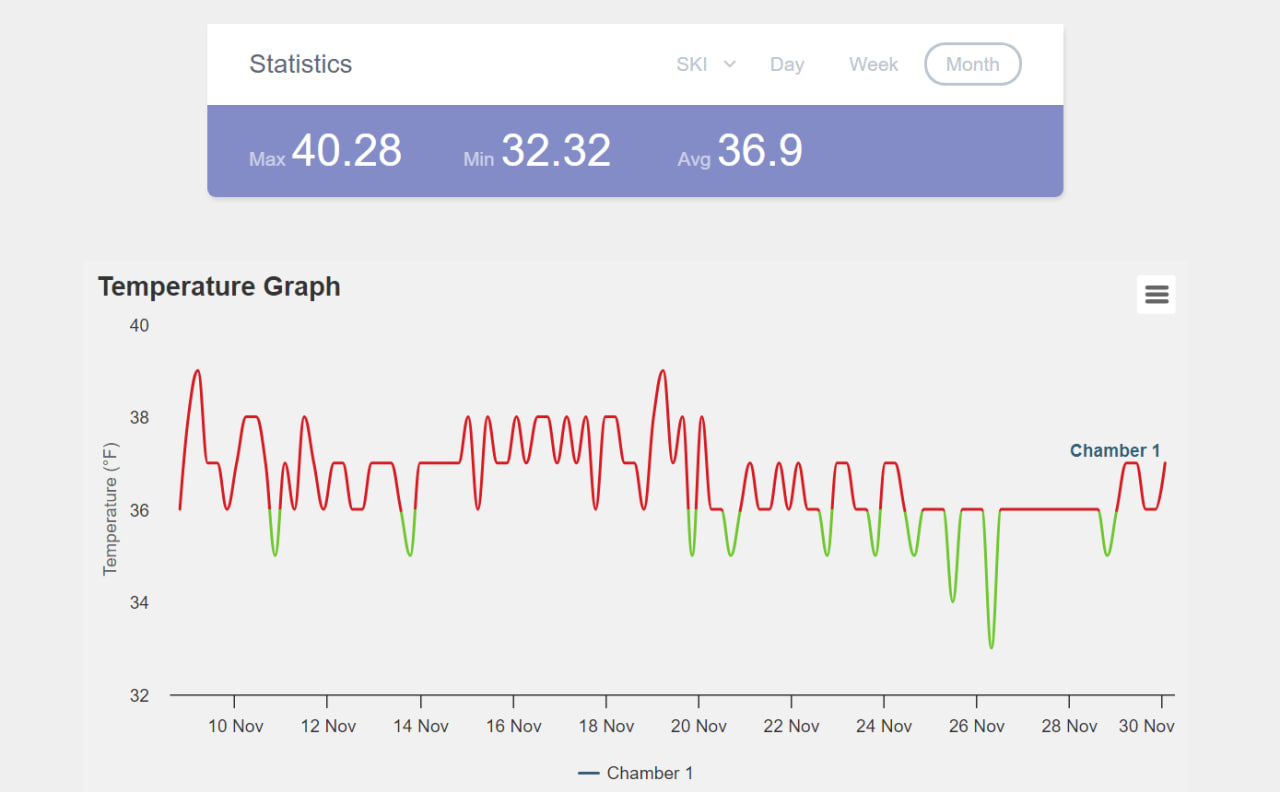 Statistics SKI Day Week Month
Max 40.28 Min 32.32 Avg 36.9
Temperature Graph
40
38
36
34
32
Temperature (°F)
Chamber 1
10 Nov 12 Nov 14 Nov 16 Nov 18 Nov 20 Nov 22 Nov 24 Nov 26 Nov 28 Nov 30 Nov
Chamber 1